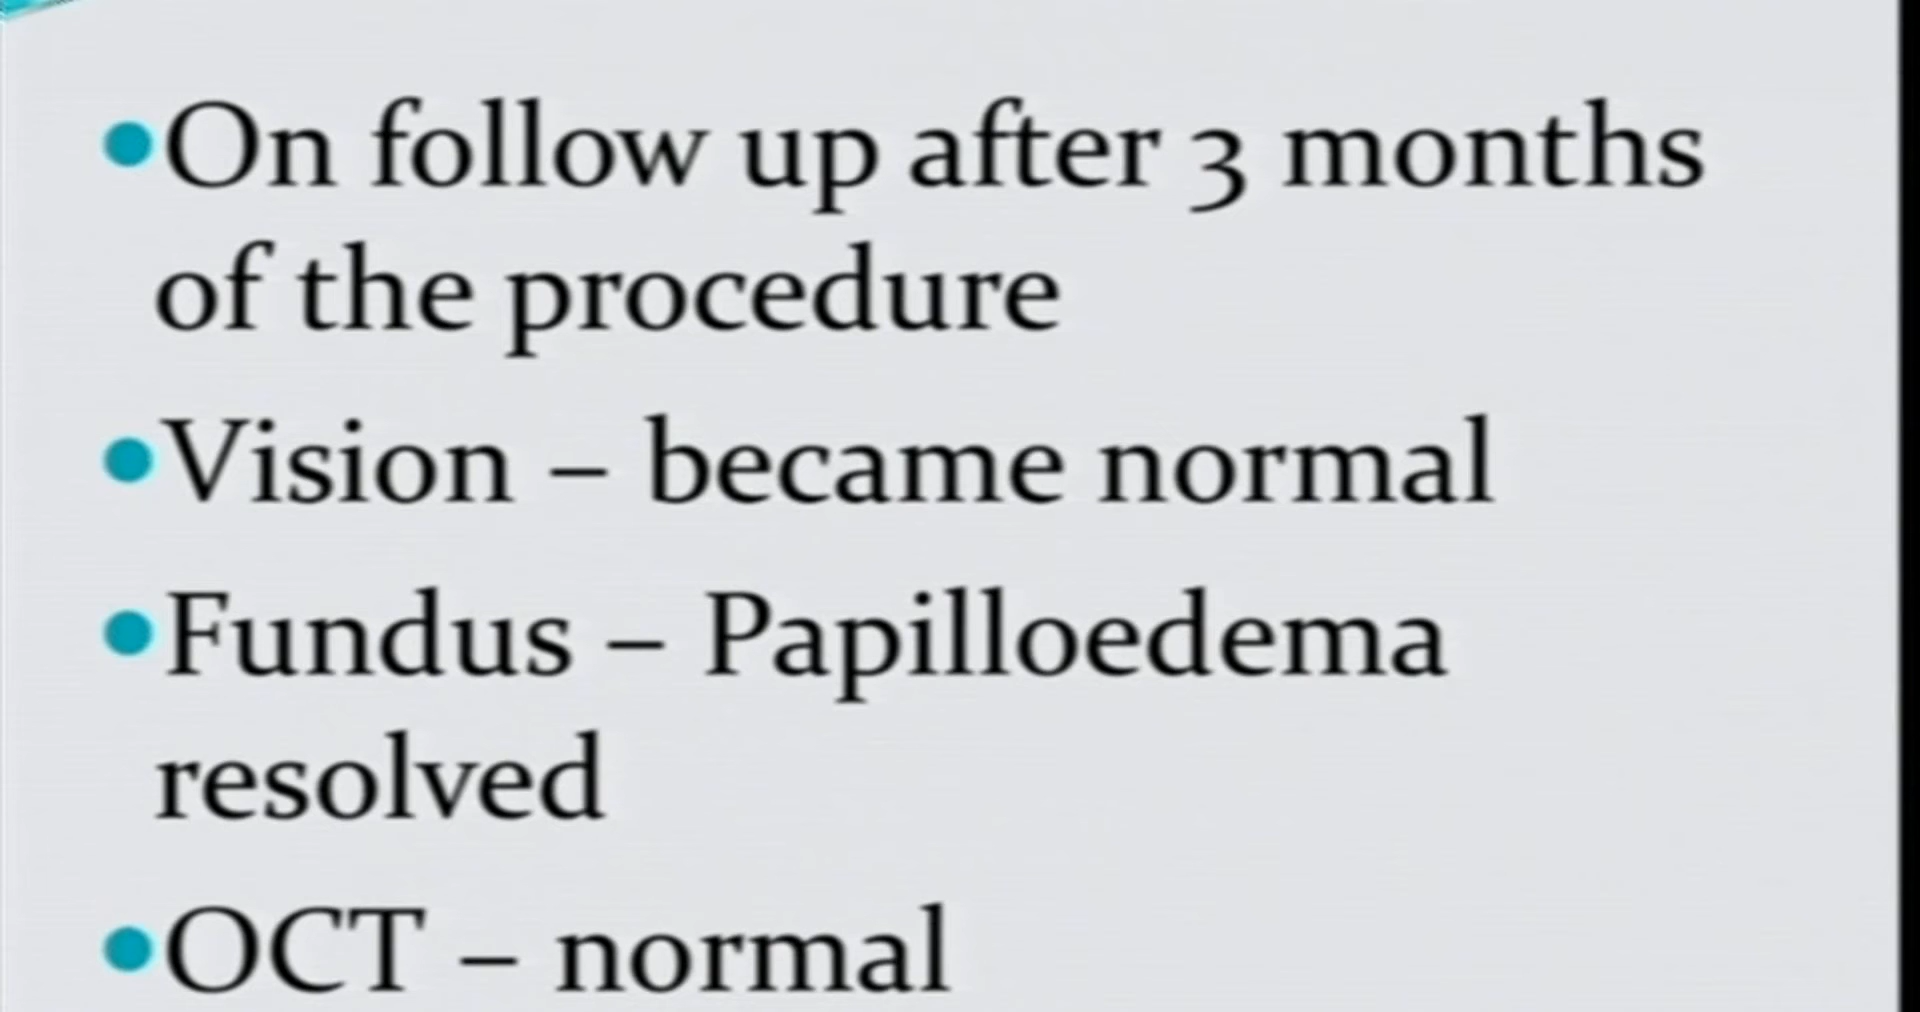 •On follow up after 3 months
of the procedure
•Vision – became normal
•Fundus – Papilloedema
resolved
•OCT – normal